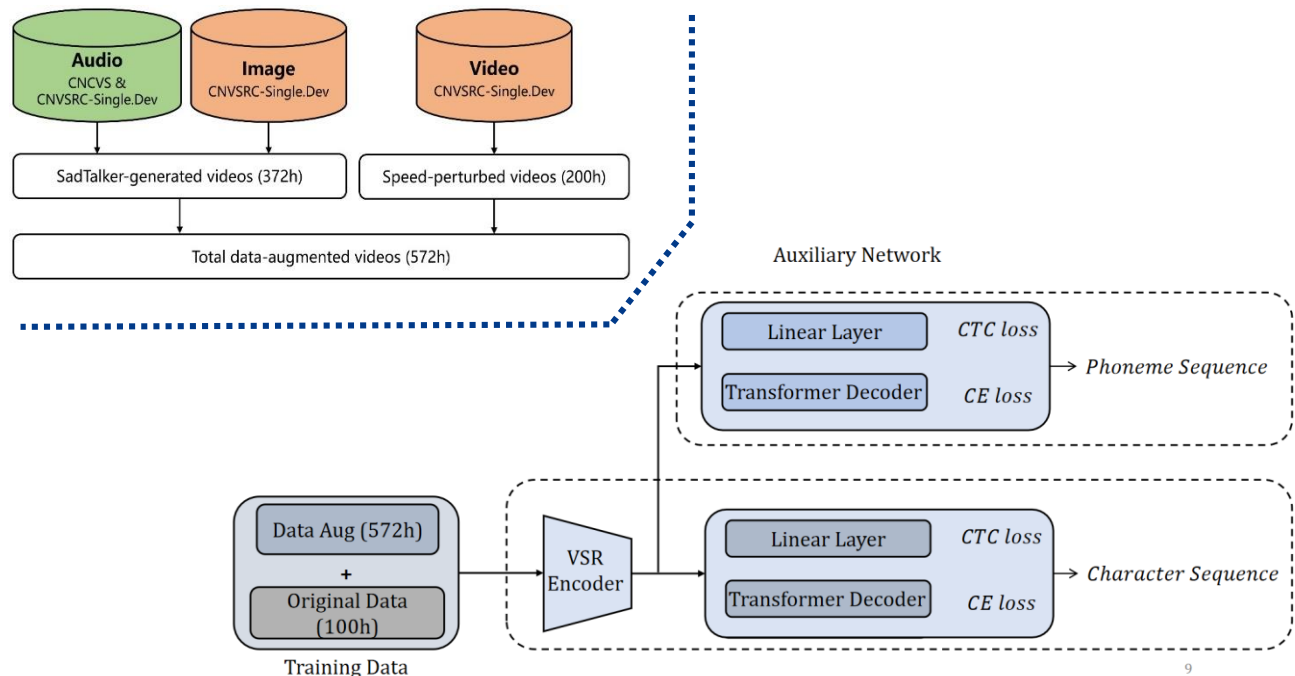 Audio
CNCVS &
CNVSRC-Single.Dev
Image
CNVSRC-Single.Dev
Video
CNVSRC-Single.Dev
SadTalker-generated videos (372h)
Speed-perturbed videos (200h)
Total data-augmented videos (572h)
Auxiliary Network
Linear Layer
CTC loss
Transformer Decoder
CE loss
Phoneme Sequence
Data Aug (572h)
+
Original Data
(100h)
Training Data
VSR
Encoder
Linear Layer
CTC loss
Transformer Decoder
CE loss
Character Sequence
9